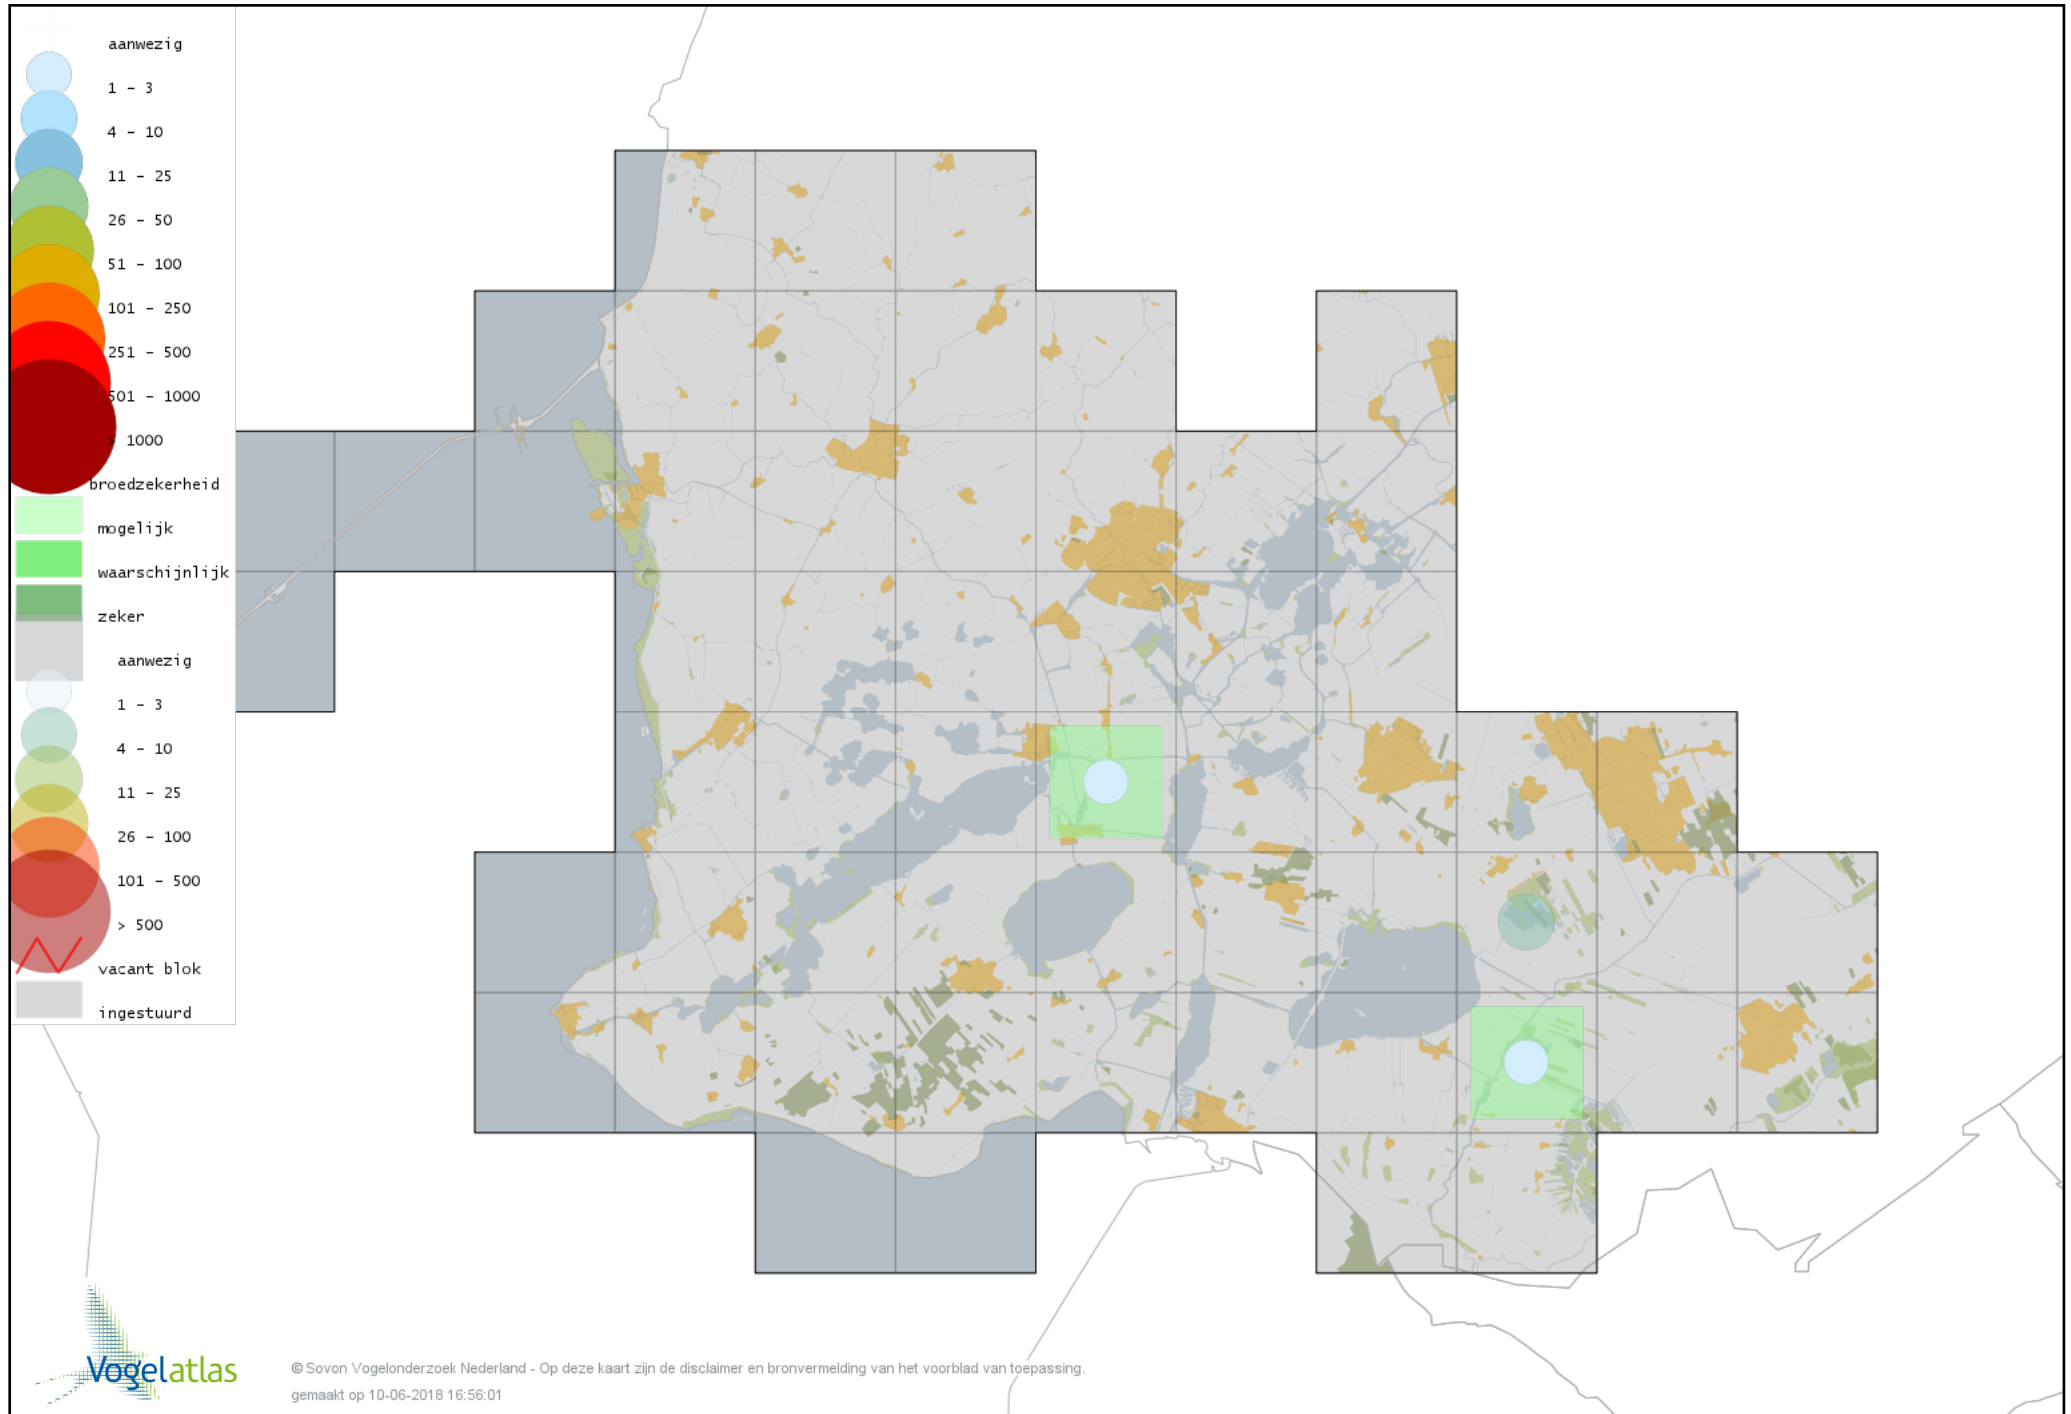 aanwezig
1 - 3
4 - 10
11 - 25
26 - 50
51 - 100
101 - 250
251 - 500
501 - 1000
> 1000
broedzekerheid
mogelijk
waarschijnlijk
zeker
aanwezig
1 - 3
4 - 10
11 - 25
26 - 100
101 - 500
> 500
vacant blok
ingestuurd
Vogelatlas
© Sovon Vogelonderzoek Nederland - Op deze kaart zijn de disclaimer en bronvermelding van het voorblad van toepassing.
gemaakt op 10-06-2018 16:56:01